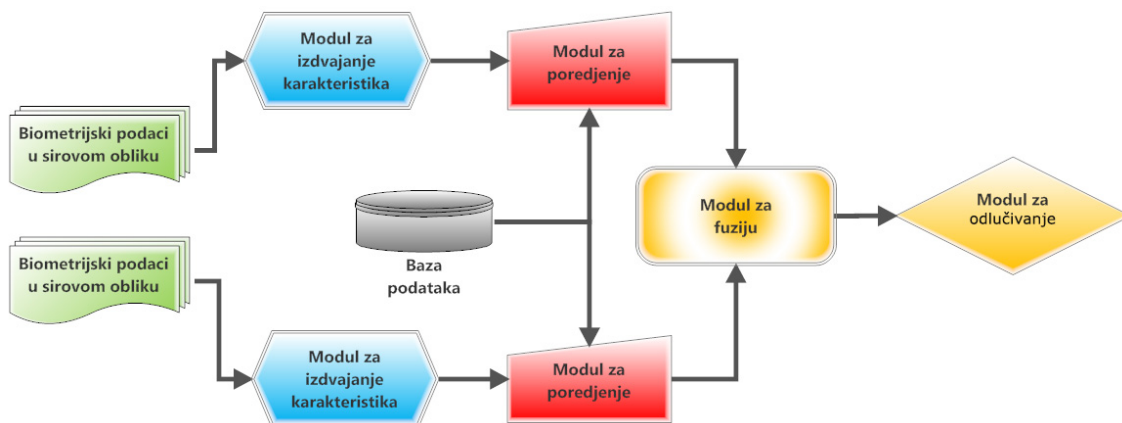 Modul za
izdvajanje
karakteristika
Modul za
poredjenje
Biometrijski podaci
u sirovom obliku
Modul za
fuziju
Modul za
odlučivanje
Baza
podataka
Biometrijski podaci
u sirovom obliku
Modul za
izdvajanje
karakteristika
Modul za
poredjenje